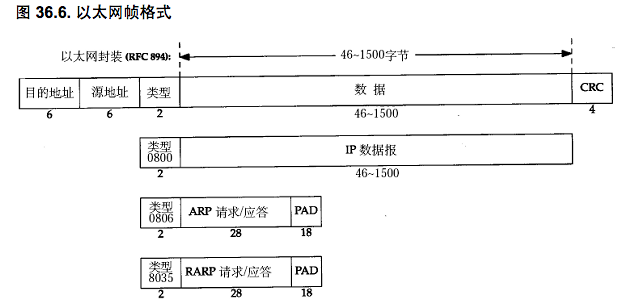 图 36.6. 以太网帧格式
以太网封装 (RFC 894):
46~1500字节
目的地址 源地址 类型 数 据 CRC
6 6 2 46~1500 4
类型
0800
IP 数据报
2 46~1500
类型
0806
ARP 请求/应答 PAD
2 28 18
类型
8035
RARP 请求/应答 PAD
2 28 18